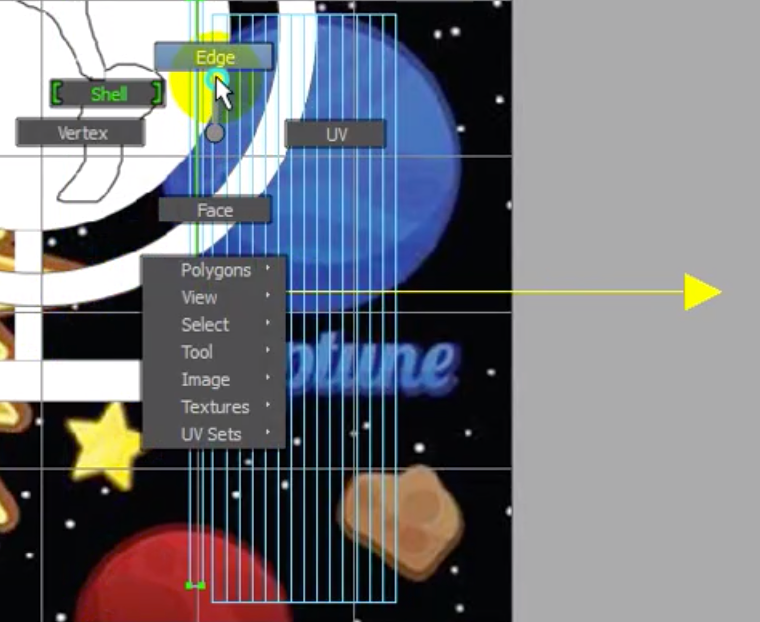 Edge
Shell
Vertex
UV
Face
Polygons
View
Select
Tool
Image
Textures
UV Sets
ptune